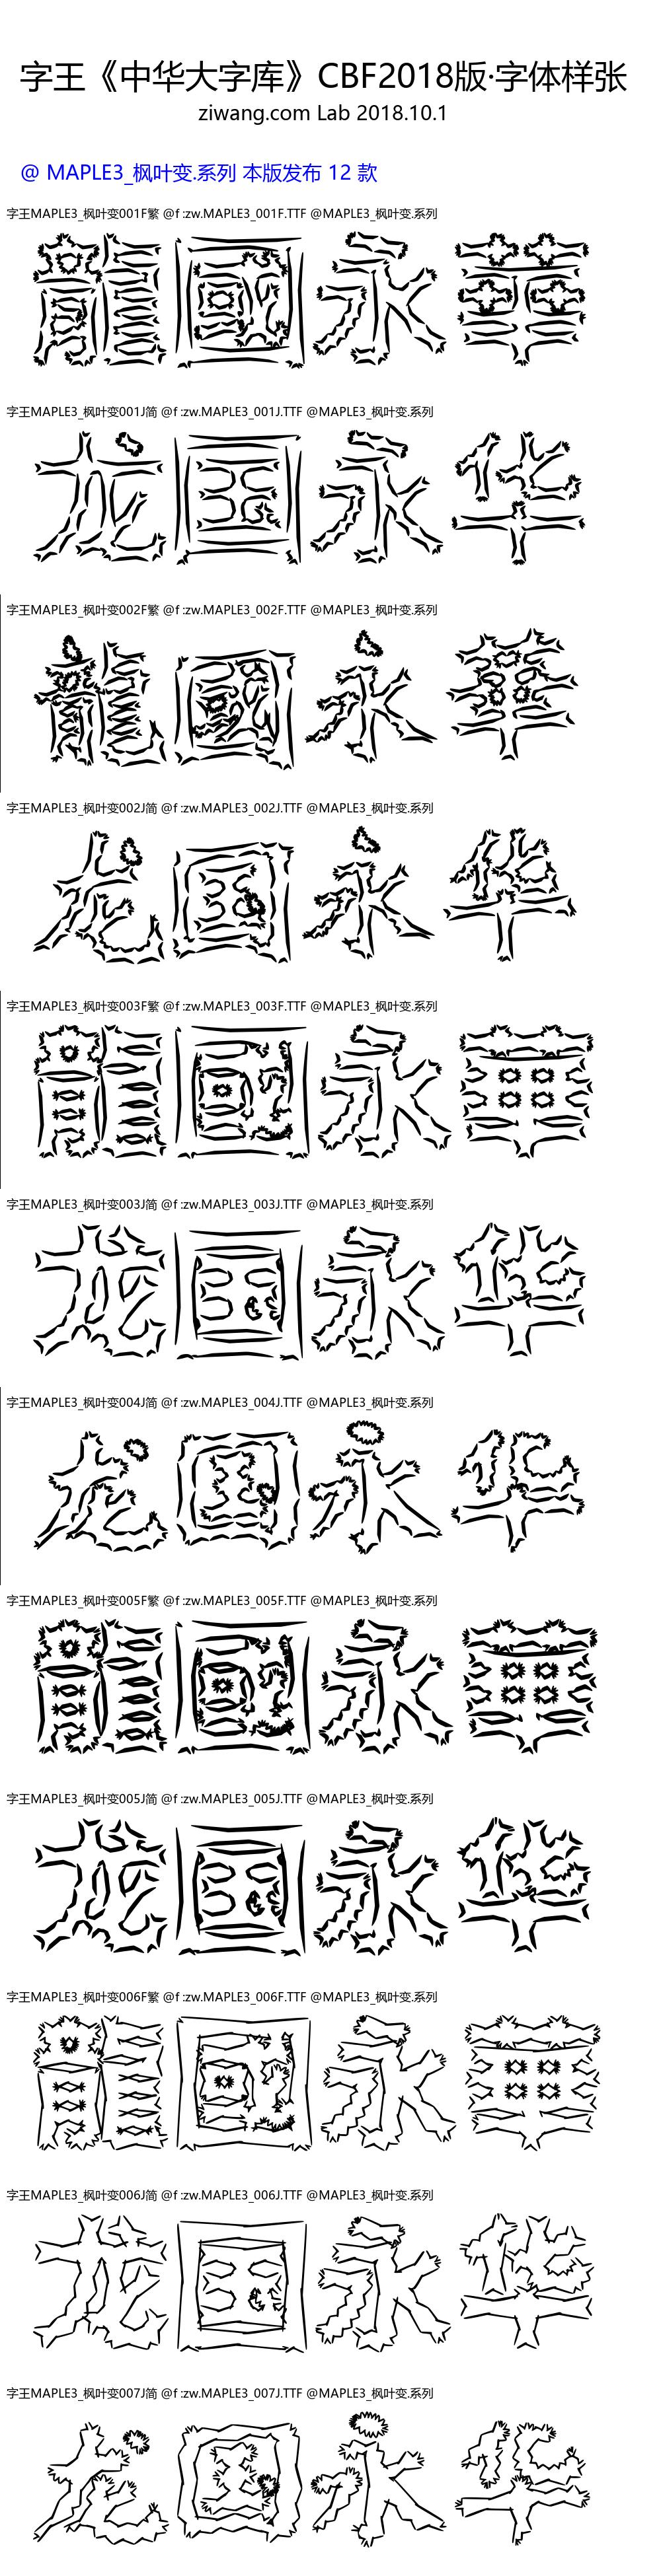 字王《中华大字库》CBF2018版·字体样张
ziwang.com Lab 2018.10.1
@ MAPLE3_枫叶变.系列 本版发布 12 款
字王MAPLE3_枫叶变001F繁 @f :zw.MAPLE3_001F.TTF @MAPLE3_枫叶变.系列
龍國永華
字王MAPLE3_枫叶变001J简 @f :zw.MAPLE3_001J.TTF @MAPLE3_枫叶变.系列
龙国永华
字王MAPLE3_枫叶变002F繁 @f :zw.MAPLE3_002F.TTF @MAPLE3_枫叶变.系列
龍國永華
字王MAPLE3_枫叶变002J简 @f :zw.MAPLE3_002J.TTF @MAPLE3_枫叶变.系列
龙国永华
字王MAPLE3_枫叶变003F繁 @f :zw.MAPLE3_003F.TTF @MAPLE3_枫叶变.系列
龍國永華
字王MAPLE3_枫叶变003J简 @f :zw.MAPLE3_003J.TTF @MAPLE3_枫叶变.系列
龙国永华
字王MAPLE3_枫叶变004J简 @f :zw.MAPLE3_004J.TTF @MAPLE3_枫叶变.系列
龙国永华
字王MAPLE3_枫叶变005F繁 @f :zw.MAPLE3_005F.TTF @MAPLE3_枫叶变.系列
龍國永華
字王MAPLE3_枫叶变005J简 @f :zw.MAPLE3_005J.TTF @MAPLE3_枫叶变.系列
龙国永华
字王MAPLE3_枫叶变006F繁 @f :zw.MAPLE3_006F.TTF @MAPLE3_枫叶变.系列
龍國永華
字王MAPLE3_枫叶变006J简 @f :zw.MAPLE3_006J.TTF @MAPLE3_枫叶变.系列
龙国永华
字王MAPLE3_枫叶变007J简 @f :zw.MAPLE3_007J.TTF @MAPLE3_枫叶变.系列
龙国永华